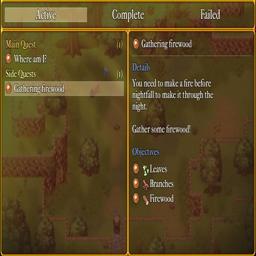 Active Complete Failed
Main Quest (1)
Where am I?
Side Quests (1)
Gathering firewood
Gathering firewood
Details
You need to make a fire before
nightfall to make it through the
night.
Gather some firewood!
Objectives
Leaves
Branches
Firewood